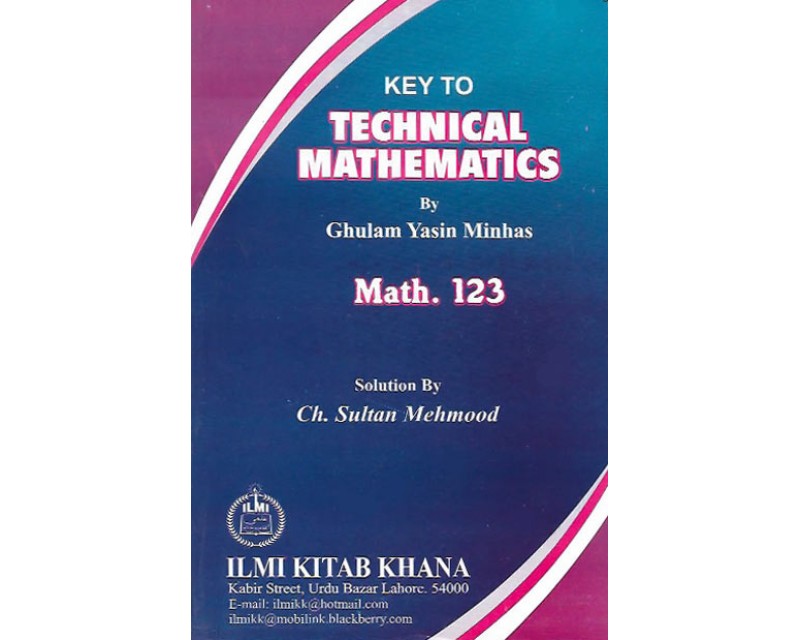 KEY TO
TECHNICAL
MATHEMATICS
By
Ghulam Yasin Minhas
Math. 123
Solution By
Ch. Sultan Mehmood
ILMI
علمی
ILMI KITAB KHANA
Kabir Street, Urdu Bazar Lahore. 54000
E-mail: ilmikk@hotmail.com
ilmikk@mobilink.blackberry.com